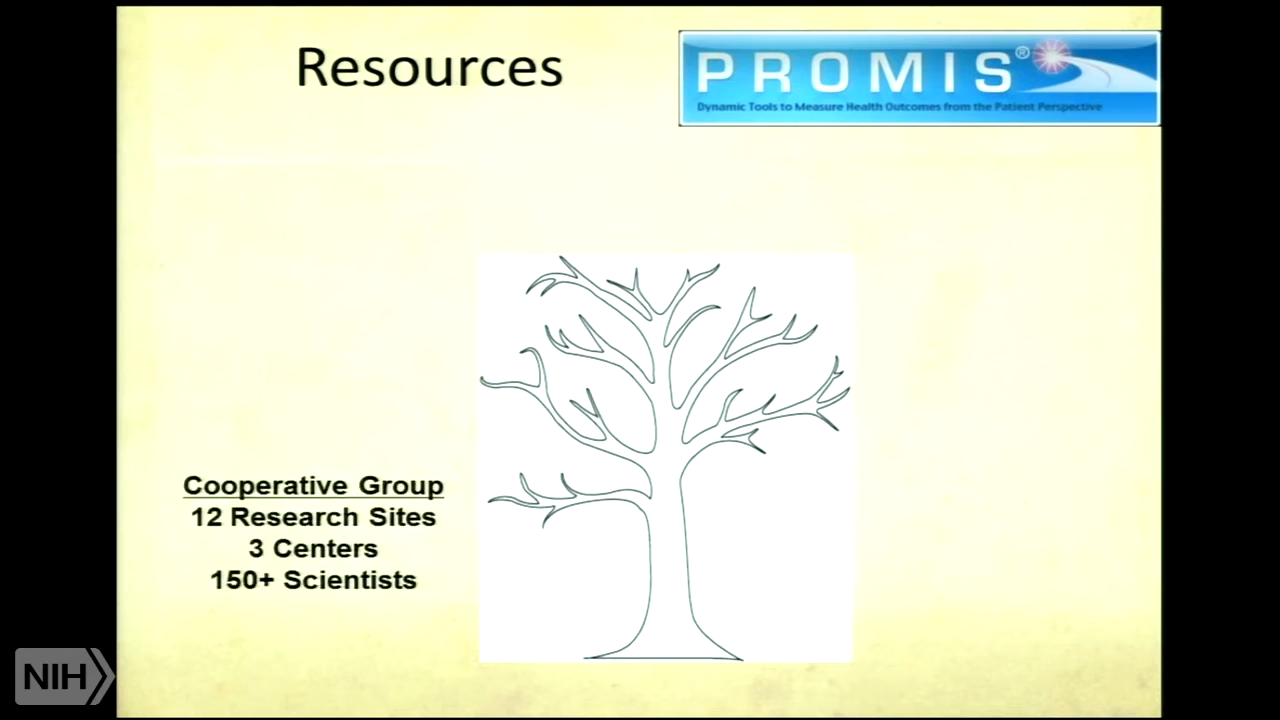 Resources
PROMIS®
Dynamic Tools to Measure Health Outcomes from the Patient Perspective
Cooperative Group
12 Research Sites
3 Centers
150+ Scientists
NIH